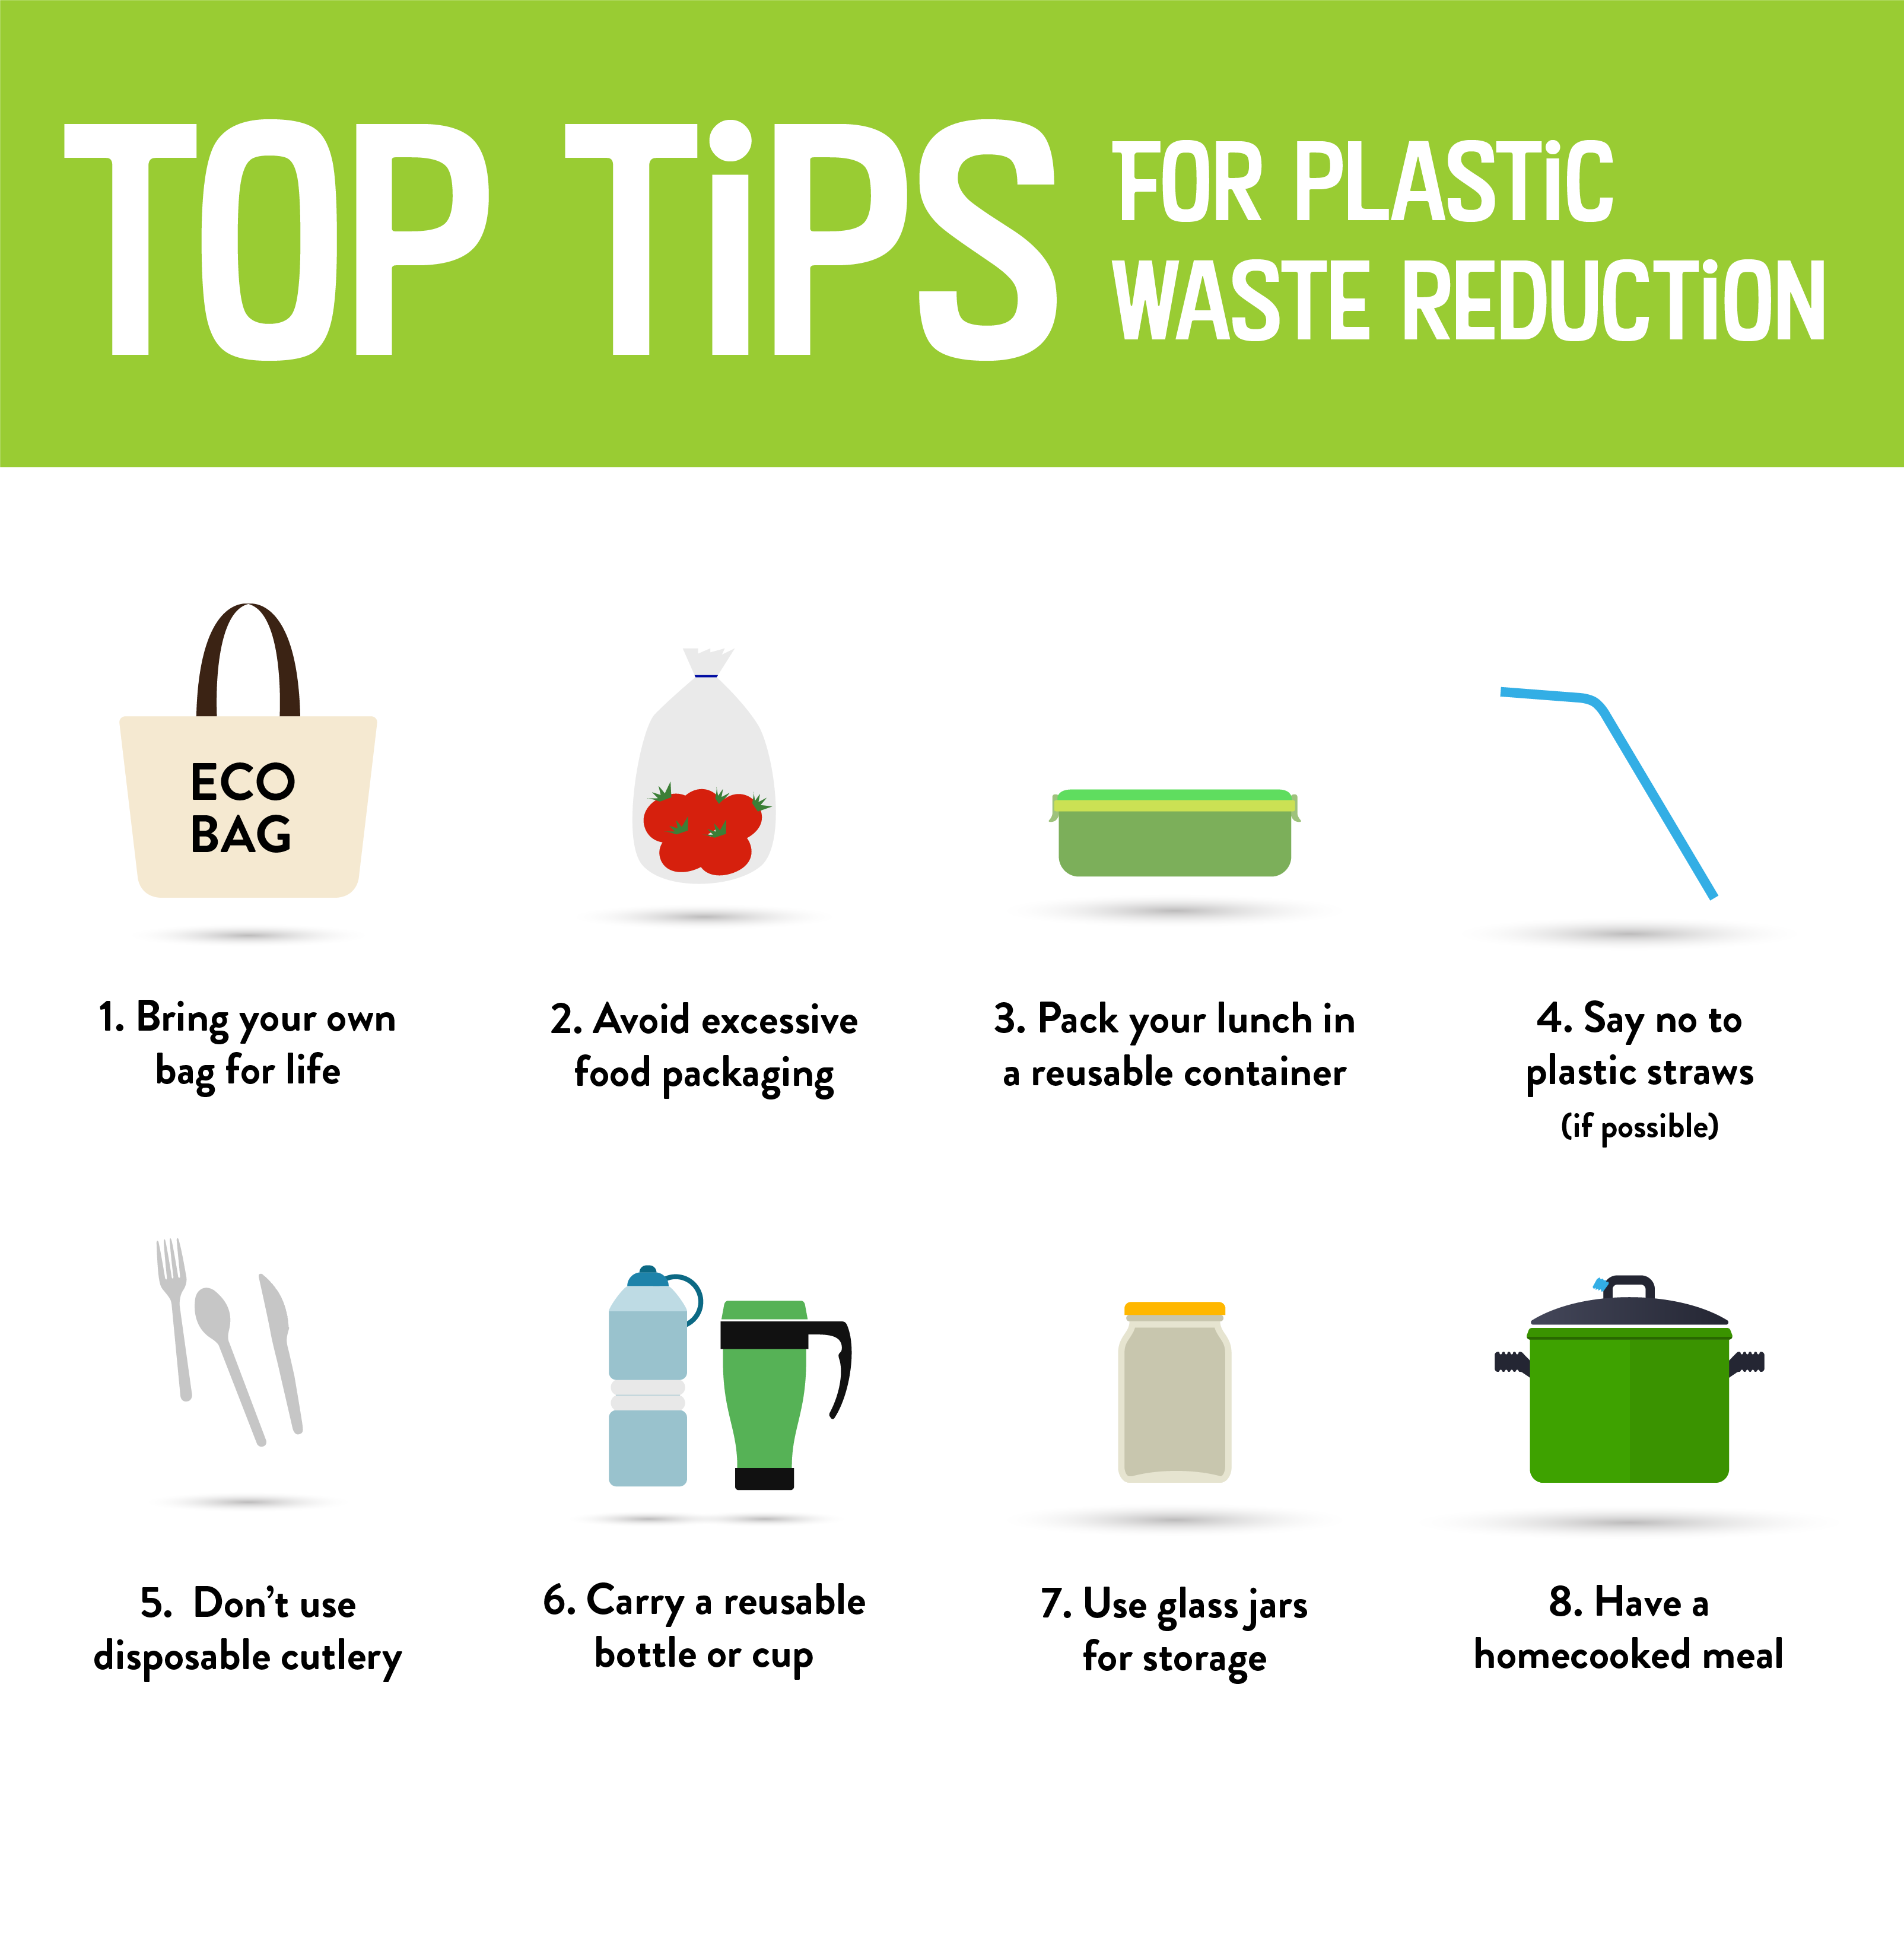 TOP TiPS
FOR PLASTiC
WASTE REDUCTiON
ECO
BAG
1. Bring your own
bag for life
2. Avoid excessive
food packaging
3. Pack your lunch in
a reusable container
4. Say no to
plastic straws
(if possible)
5. Don’t use
disposable cutlery
6. Carry a reusable
bottle or cup
7. Use glass jars
for storage
8. Have a
homecooked meal